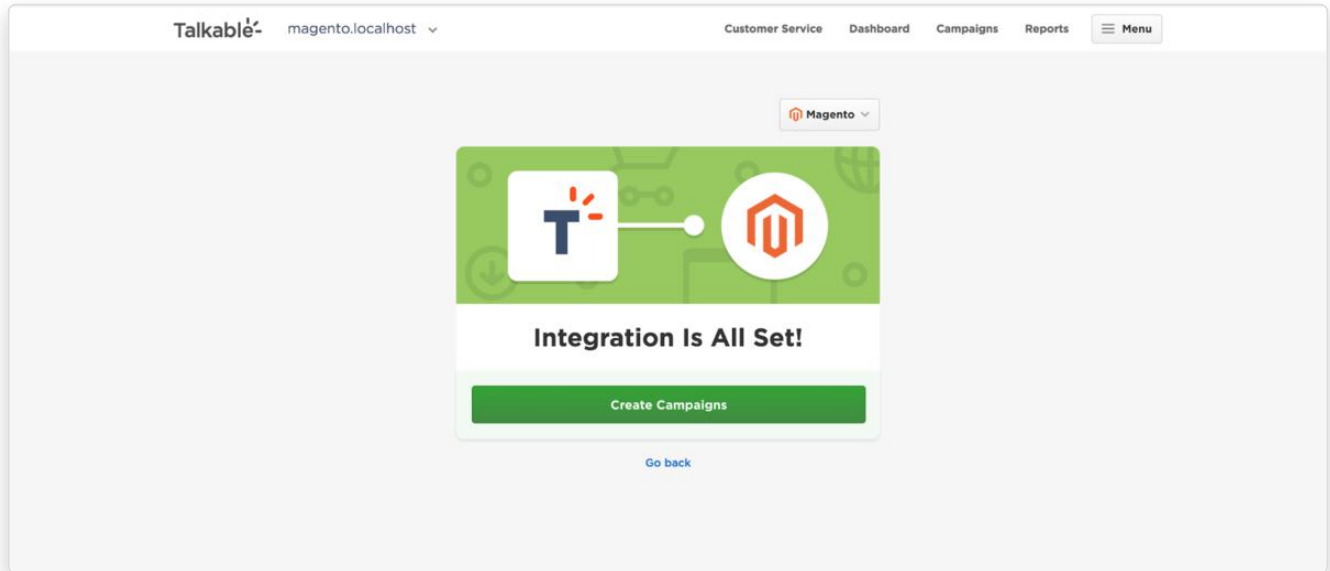 Talkable
magento.localhost
Customer Service
Dashboard
Campaigns
Reports
Menu
Magento
T
Integration Is All Set!
Create Campaigns
Go back